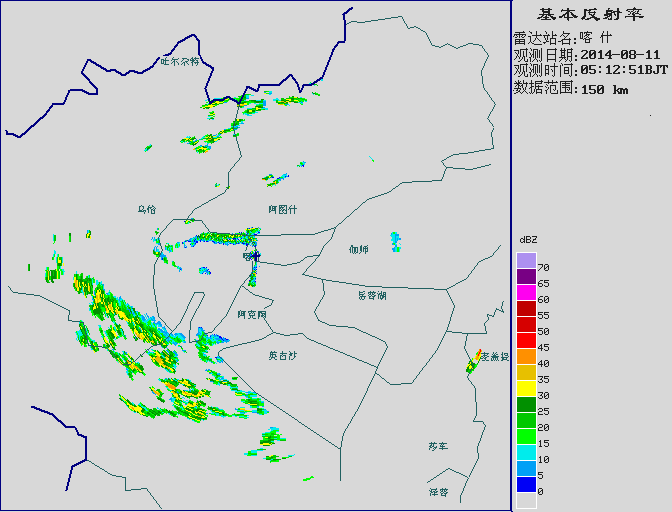 基本反射率
雷达站名:喀 什
观测日期:2014-08-11
观测时间:05:12:51BJT
数据范围:150 km
吐尔尕特
乌恰
阿图什
伽师
岳普湖
阿克陶
英吉沙
麦盖提
莎车
泽普
dBZ
70
65
60
55
50
45
40
35
30
25
20
15
10
5
0